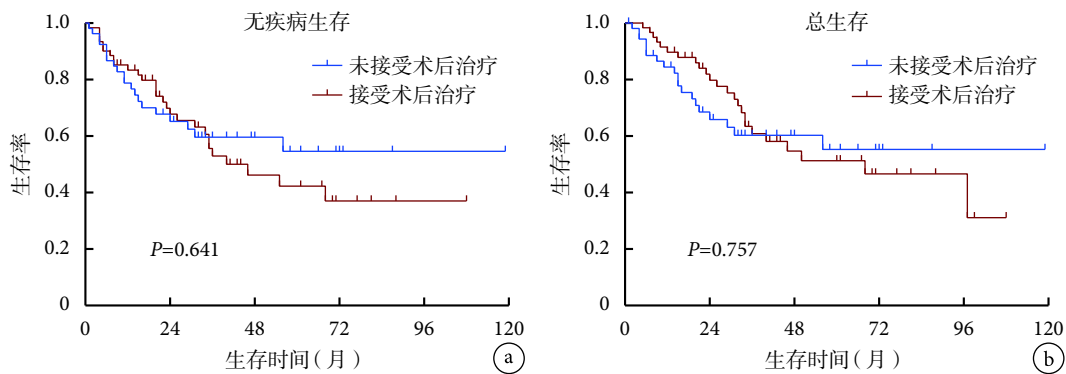 无疾病生存
未接受术后治疗
接受术后治疗
生存率
1.0
0.8
0.6
0.4
0.2
0
P=0.641
0 24 48 72 96 120
生存时间（月）
a
总生存
未接受术后治疗
接受术后治疗
生存率
1.0
0.8
0.6
0.4
0.2
0
P=0.757
0 24 48 72 96 120
生存时间（月）
b